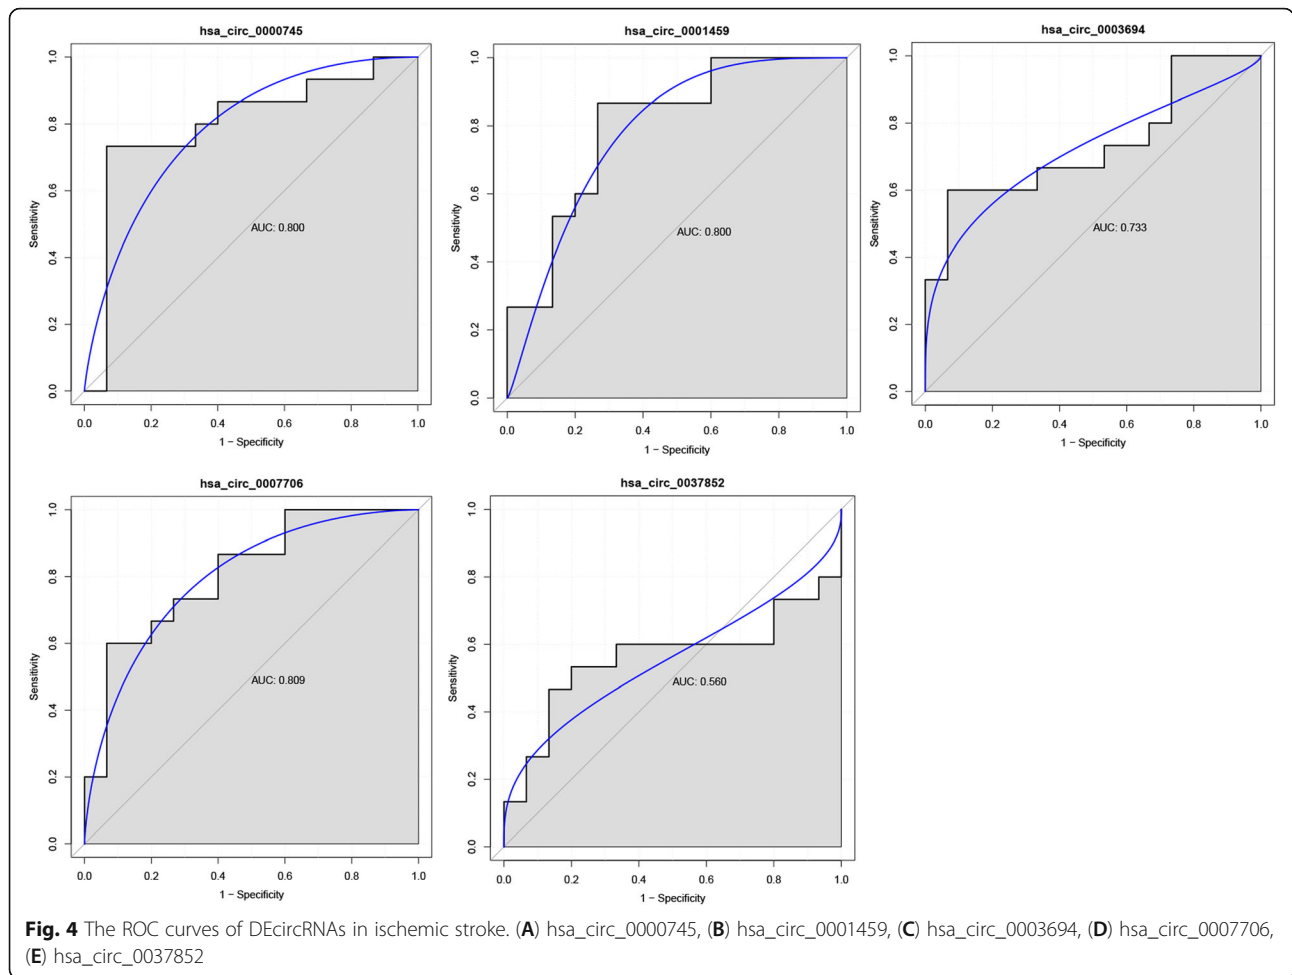 hsa_circ_0000745
1.0
0.8
0.6
0.4
0.2
0.0
Sensitivity
AUC: 0.800
0.0 0.2 0.4 0.6 0.8 1.0
1 − Specificity
hsa_circ_0001459
1.0
0.8
0.6
0.4
0.2
0.0
Sensitivity
AUC: 0.800
0.0 0.2 0.4 0.6 0.8 1.0
1 − Specificity
hsa_circ_0003694
1.0
0.8
0.6
0.4
0.2
0.0
Sensitivity
AUC: 0.733
0.0 0.2 0.4 0.6 0.8 1.0
1 − Specificity
hsa_circ_0007706
1.0
0.8
0.6
0.4
0.2
0.0
Sensitivity
AUC: 0.809
0.0 0.2 0.4 0.6 0.8 1.0
1 − Specificity
hsa_circ_0037852
1.0
0.8
0.6
0.4
0.2
0.0
Sensitivity
AUC: 0.560
0.0 0.2 0.4 0.6 0.8 1.0
1 − Specificity
Fig. 4 The ROC curves of DEcircRNAs in ischemic stroke. (A) hsa_circ_0000745, (B) hsa_circ_0001459, (C) hsa_circ_0003694, (D) hsa_circ_0007706,
(E) hsa_circ_0037852